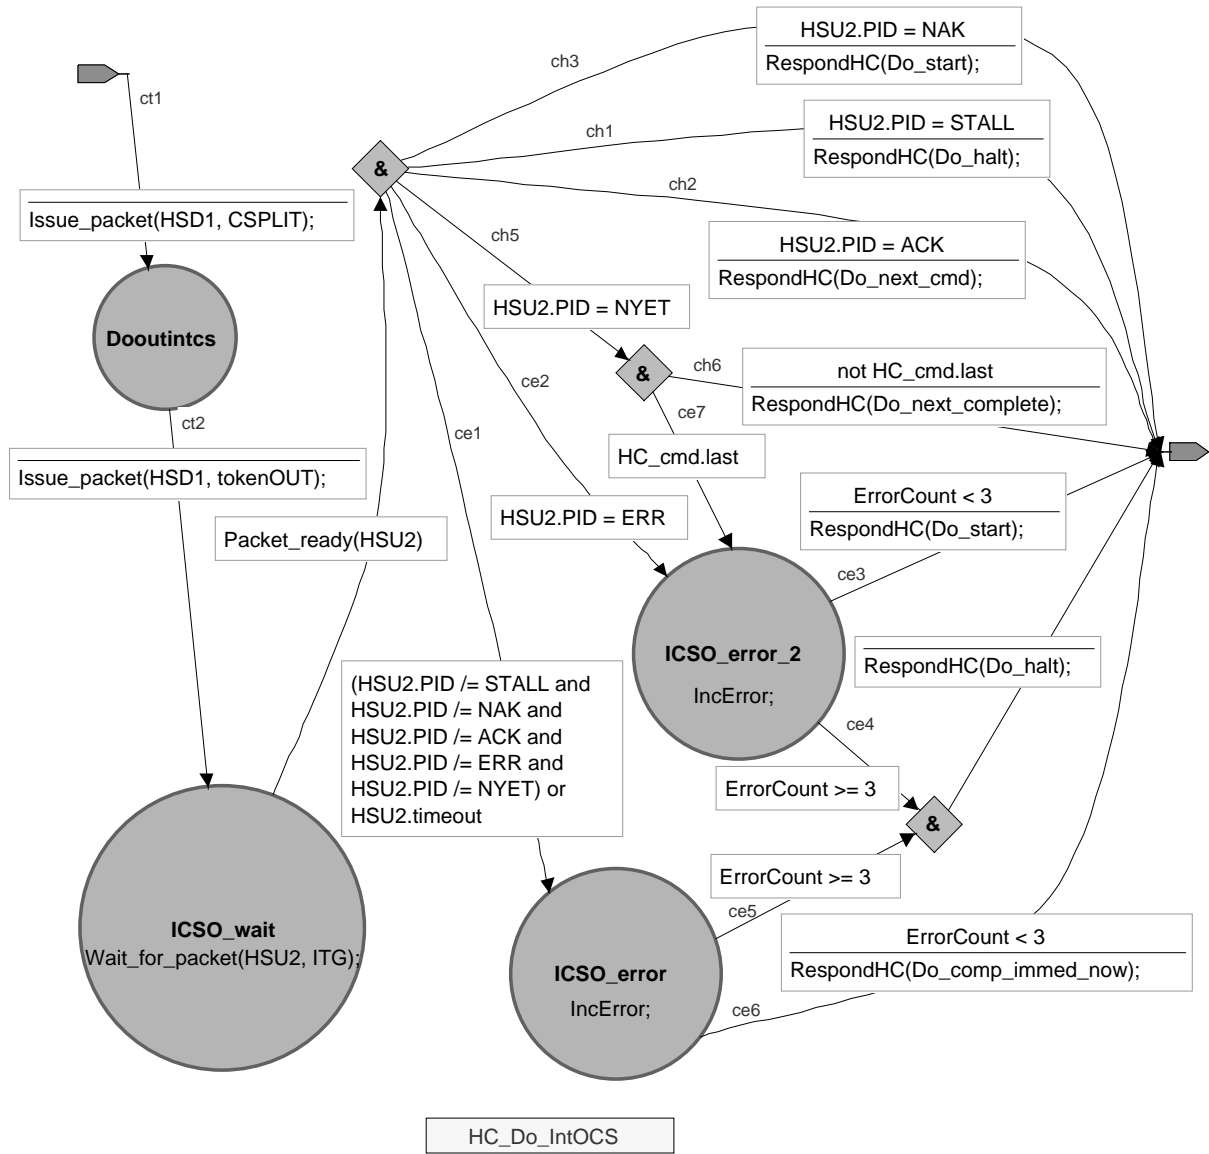 HSU2.PID = NAK
RespondHC(Do_start);
ch3
ct1
ch1
HSU2.PID = STALL
RespondHC(Do_halt);
&
ch2
Issue_packet(HSD1, CSPLIT);
ch5
HSU2.PID = ACK
RespondHC(Do_next_cmd);
HSU2.PID = NYET
Dooutintcs
ce2
&
ch6
not HC_cmd.last
RespondHC(Do_next_complete);
ct2
ce1
ce7
HC_cmd.last
Issue_packet(HSD1, tokenOUT);
ErrorCount < 3
RespondHC(Do_start);
HSU2.PID = ERR
Packet_ready(HSU2)
ce3
ICSO_error_2
IncError;
RespondHC(Do_halt);
(HSU2.PID /= STALL and
HSU2.PID /= NAK and
HSU2.PID /= ACK and
HSU2.PID /= ERR and
HSU2.PID /= NYET) or
HSU2.timeout
ce4
ErrorCount >= 3
&
ErrorCount >= 3
ce5
ICSO_wait
Wait_for_packet(HSU2, ITG);
ErrorCount < 3
RespondHC(Do_comp_immed_now);
ICSO_error
IncError;
ce6
HC_Do_IntOCS